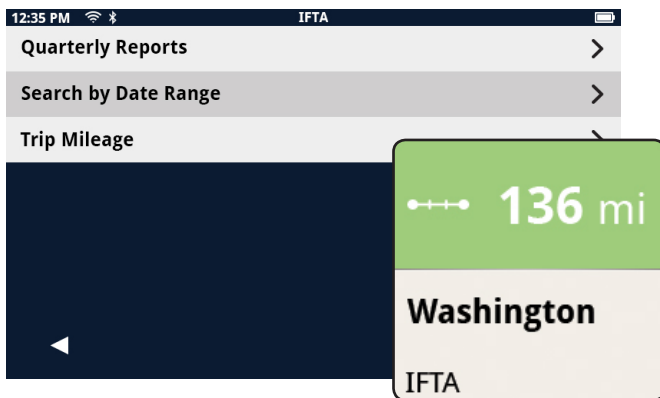 12:35 PM IFTA
Quarterly Reports
Search by Date Range
Trip Mileage
136 mi
Washington
IFTA